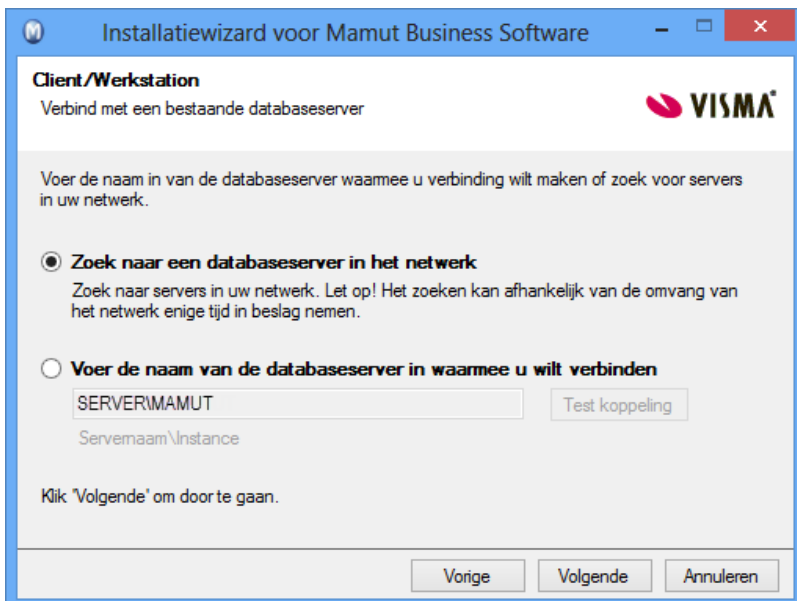 Installatiewizard voor Mamut Business Software
Client/Werkstation
Verbind met een bestaande databaseserver
VISMA
Voer de naam in van de databaseserver waarmee u verbinding wilt maken of zoek voor servers
in uw netwerk.
Zoek naar een databaseserver in het netwerk
Zoek naar servers in uw netwerk. Let op! Het zoeken kan afhankelijk van de omvang van
het netwerk enige tijd in beslag nemen.
Voer de naam van de databaseserver in waarmee u wilt verbinden
SERVER\MAMUT
Test koppeling
Servernaam\Instance
Klik 'Volgende' om door te gaan.
Vorige
Volgende
Annuleren